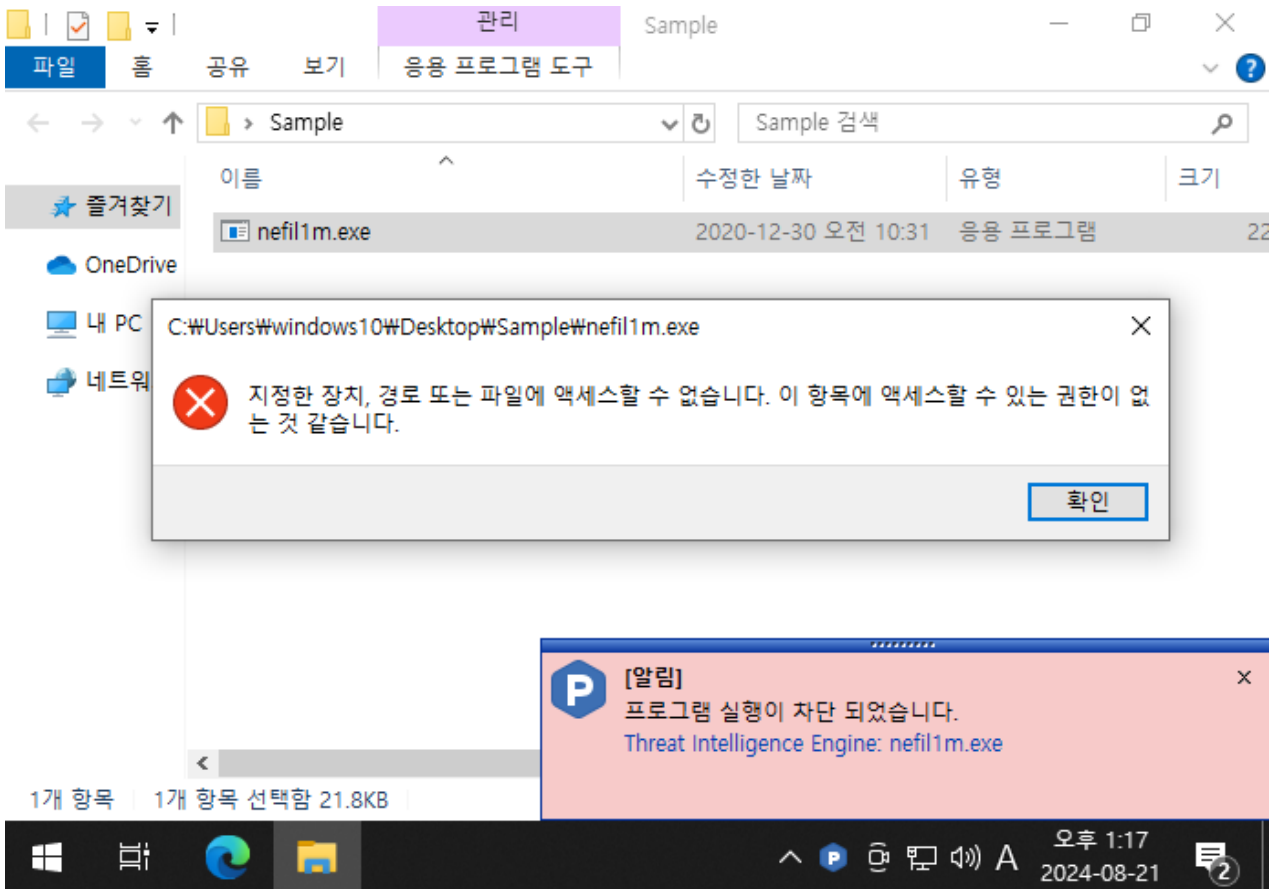 관리
Sample
파일
홈
공유
보기
응용 프로그램 도구
?
Sample
Sample 검색
이름
수정한 날짜
유형
크기
즐겨찾기
nefil1m.exe
2020-12-30 오전 10:31
응용 프로그램
22
OneDrive
내 PC
네트워
C:₩Users₩windows10₩Desktop₩Sample₩nefil1m.exe
지정한 장치, 경로 또는 파일에 액세스할 수 없습니다. 이 항목에 액세스할 수 있는 권한이 없
는 것 같습니다.
확인
P
[알림]
프로그램 실행이 차단 되었습니다.
Threat Intelligence Engine: nefil1m.exe
1개 항목
1개 항목 선택함 21.8KB
P
A
오후 1:17
2024-08-21
2